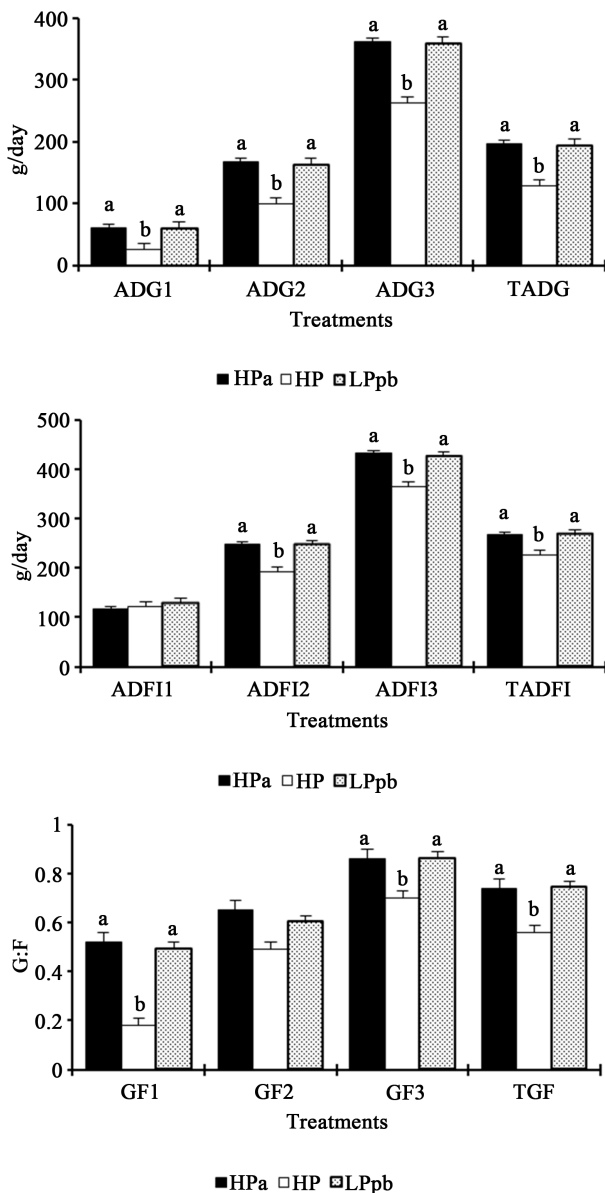 400
300
200
100
0
g/day
a
b
a
a
b
a
a
b
a
a
b
a
ADG1 ADG2 ADG3 TADG
Treatments
HPa HP LPpb
500
400
300
200
100
0
g/day
a
b
a
a
b
a
a
b
a
ADFI1 ADFI2 ADFI3 TADFI
Treatments
HPa HP LPpb
1
0.8
0.6
0.4
0.2
0
G:F
a
b
a
a
b
a
a
b
a
GF1 GF2 GF3 TGF
Treatments
HPa HP LPpb